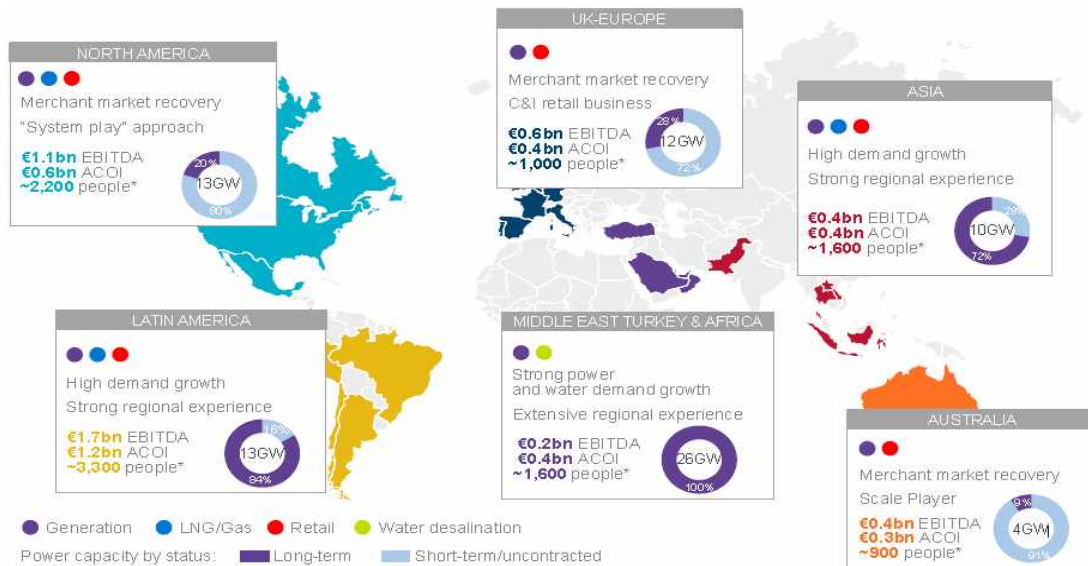 NORTH AMERICA
Merchant market recovery
"System play" approach
€1.1bn EBITDA
€0.6bn ACOI
~2,200 people*
20%
13GW
80%
UK-EUROPE
Merchant market recovery
C&I retail business
€0.6bn EBITDA
€0.4bn ACOI
~1,000 people*
28%
12GW
72%
ASIA
High demand growth
Strong regional experience
€0.4bn EBITDA
€0.4bn ACOI
~1,600 people*
28%
10GW
72%
LATIN AMERICA
High demand growth
Strong regional experience
€1.7bn EBITDA
€1.2bn ACOI
~3,300 people*
16%
13GW
84%
MIDDLE EAST TURKEY & AFRICA
Strong power
and water demand growth
Extensive regional experience
€0.2bn EBITDA
€0.4bn ACOI
~1,600 people*
26GW
100%
AUSTRALIA
Merchant market recovery
Scale Player
€0.4bn EBITDA
€0.3bn ACOI
~900 people*
9%
4GW
91%
Generation LNG/Gas Retail Water desalination
Power capacity by status: Long-term Short-term/uncontracted